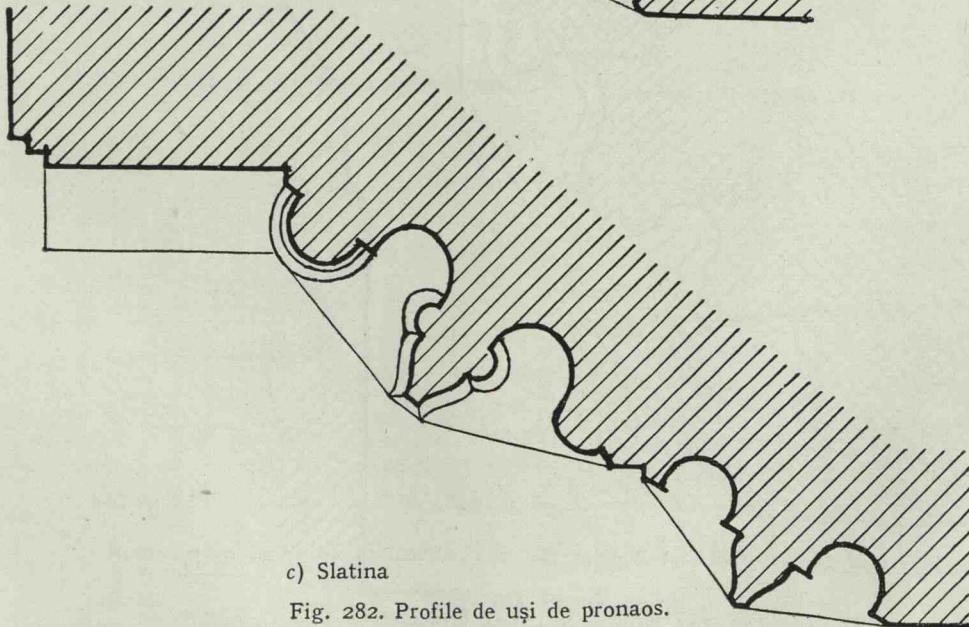 c) Slatina
Fig. 282. Profile de uși de pronaos.